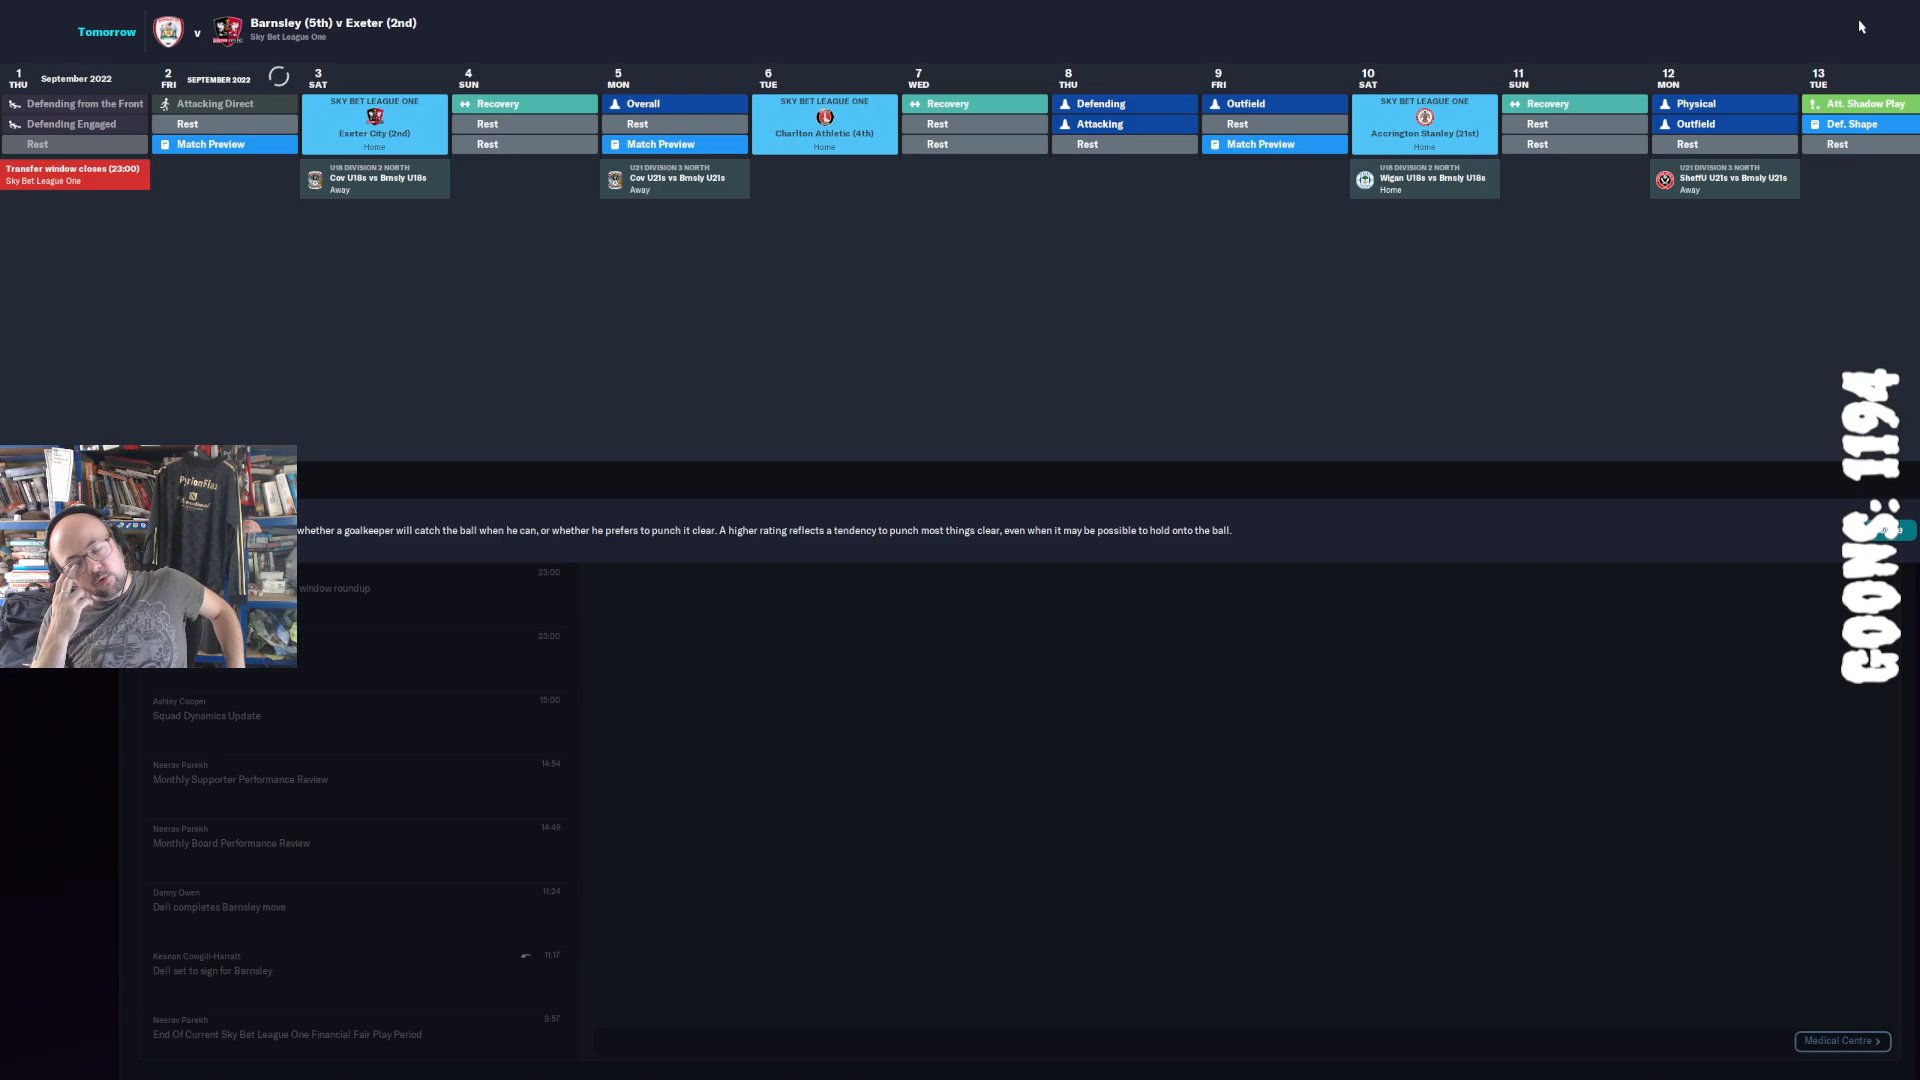 Tomorrow
v
Barnsley (5th) v Exeter (2nd)
Sky Bet League One
1
THU
September 2022
2
FRI
SEPTEMBER 2022
3
SAT
4
SUN
5
MON
6
TUE
7
WED
8
THU
9
FRI
10
SAT
11
SUN
12
MON
13
TUE
Defending from the Front
Defending Engaged
Rest
Transfer window closes (23:00)
Sky Bet League One
Attacking Direct
Rest
Match Preview
SKY BET LEAGUE ONE
Exeter City (2nd)
Home
U18 DIVISION 2 NORTH
Cov U18s vs Brnsly U18s
Away
Recovery
Rest
Rest
Overall
Rest
Match Preview
U21 DIVISION 3 NORTH
Cov U21s vs Brnsly U21s
Away
SKY BET LEAGUE ONE
Charlton Athletic (4th)
Home
Recovery
Rest
Rest
Defending
Attacking
Rest
Outfield
Rest
Match Preview
SKY BET LEAGUE ONE
Accrington Stanley (21st)
Home
U18 DIVISION 2 NORTH
Wigan U18s vs Brnsly U18s
Home
Recovery
Rest
Rest
Physical
Outfield
Rest
U21 DIVISION 3 NORTH
SheffU U21s vs Brnsly U21s
Away
Att. Shadow Play
Def. Shape
Rest
GOONS: 1194
PyrionFlax
whether a goalkeeper will catch the ball when he can, or whether he prefers to punch it clear. A higher rating reflects a tendency to punch most things clear, even when it may be possible to hold onto the ball.
23:00
window roundup
23:00
Ashley Cooper
15:00
Squad Dynamics Update
Neerav Parekh
14:54
Monthly Supporter Performance Review
Neerav Parekh
14:49
Monthly Board Performance Review
Danny Owen
11:24
Dell completes Barnsley move
Keanan Cowgill-Harratt
11:17
Dell set to sign for Barnsley
Neerav Parekh
9:57
End Of Current Sky Bet League One Financial Fair Play Period
Medical Centre